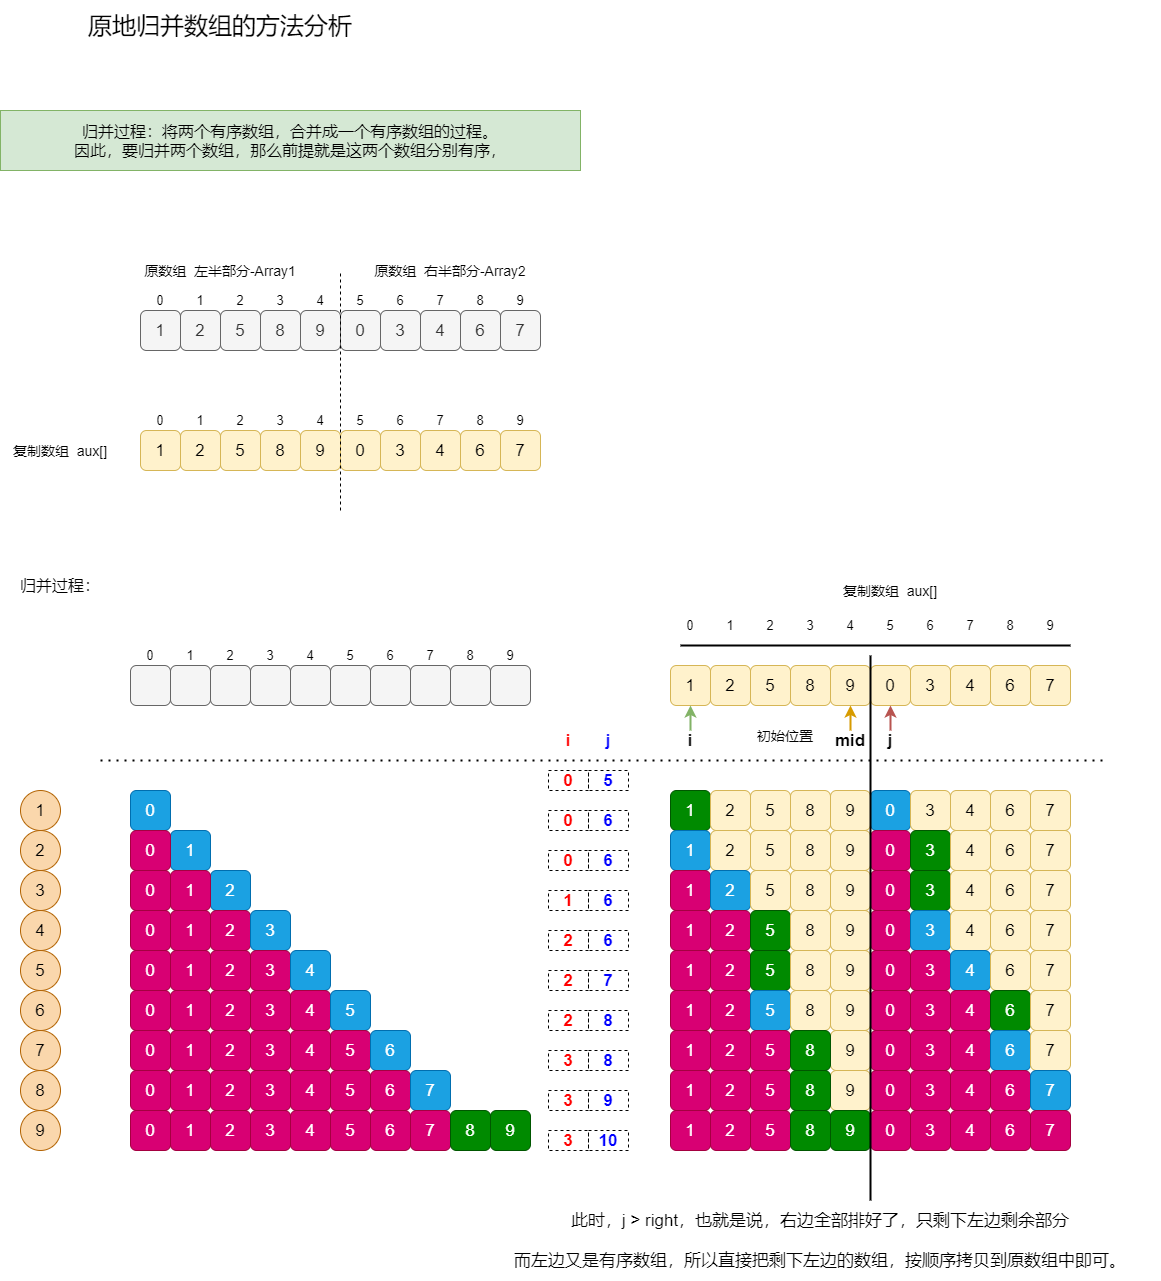 原地归并数组的方法分析
归并过程：将两个有序数组，合并成一个有序数组的过程。
因此，要归并两个数组，那么前提就是这两个数组分别有序，
原数组 左半部分-Array1 原数组 右半部分-Array2
0 1 2 3 4 5 6 7 8 9
1 2 5 8 9 0 3 4 6 7
0 1 2 3 4 5 6 7 8 9
复制数组 aux[] 1 2 5 8 9 0 3 4 6 7
归并过程：
复制数组 aux[]
0 1 2 3 4 5 6 7 8 9
0 1 2 3 4 5 6 7 8 9
1 2 5 8 9 0 3 4 6 7
i j i 初始位置 mid j
0 5
1 0 1 2 5 8 9 0 3 4 6 7
0 6
2 0 1 1 2 5 8 9 0 3 4 6 7
0 6
3 0 1 2 1 2 5 8 9 0 3 4 6 7
1 6
4 0 1 2 3 1 2 5 8 9 0 3 4 6 7
2 6
5 0 1 2 3 4 1 2 5 8 9 0 3 4 6 7
2 7
6 0 1 2 3 4 5 1 2 5 8 9 0 3 4 6 7
2 8
7 0 1 2 3 4 5 6 1 2 5 8 9 0 3 4 6 7
3 8
8 0 1 2 3 4 5 6 7 1 2 5 8 9 0 3 4 6 7
3 9
9 0 1 2 3 4 5 6 7 8 9 1 2 5 8 9 0 3 4 6 7
3 10
此时，j > right，也就是说，右边全部排好了，只剩下左边剩余部分
而左边又是有序数组，所以直接把剩下左边的数组，按顺序拷贝到原数组中即可。